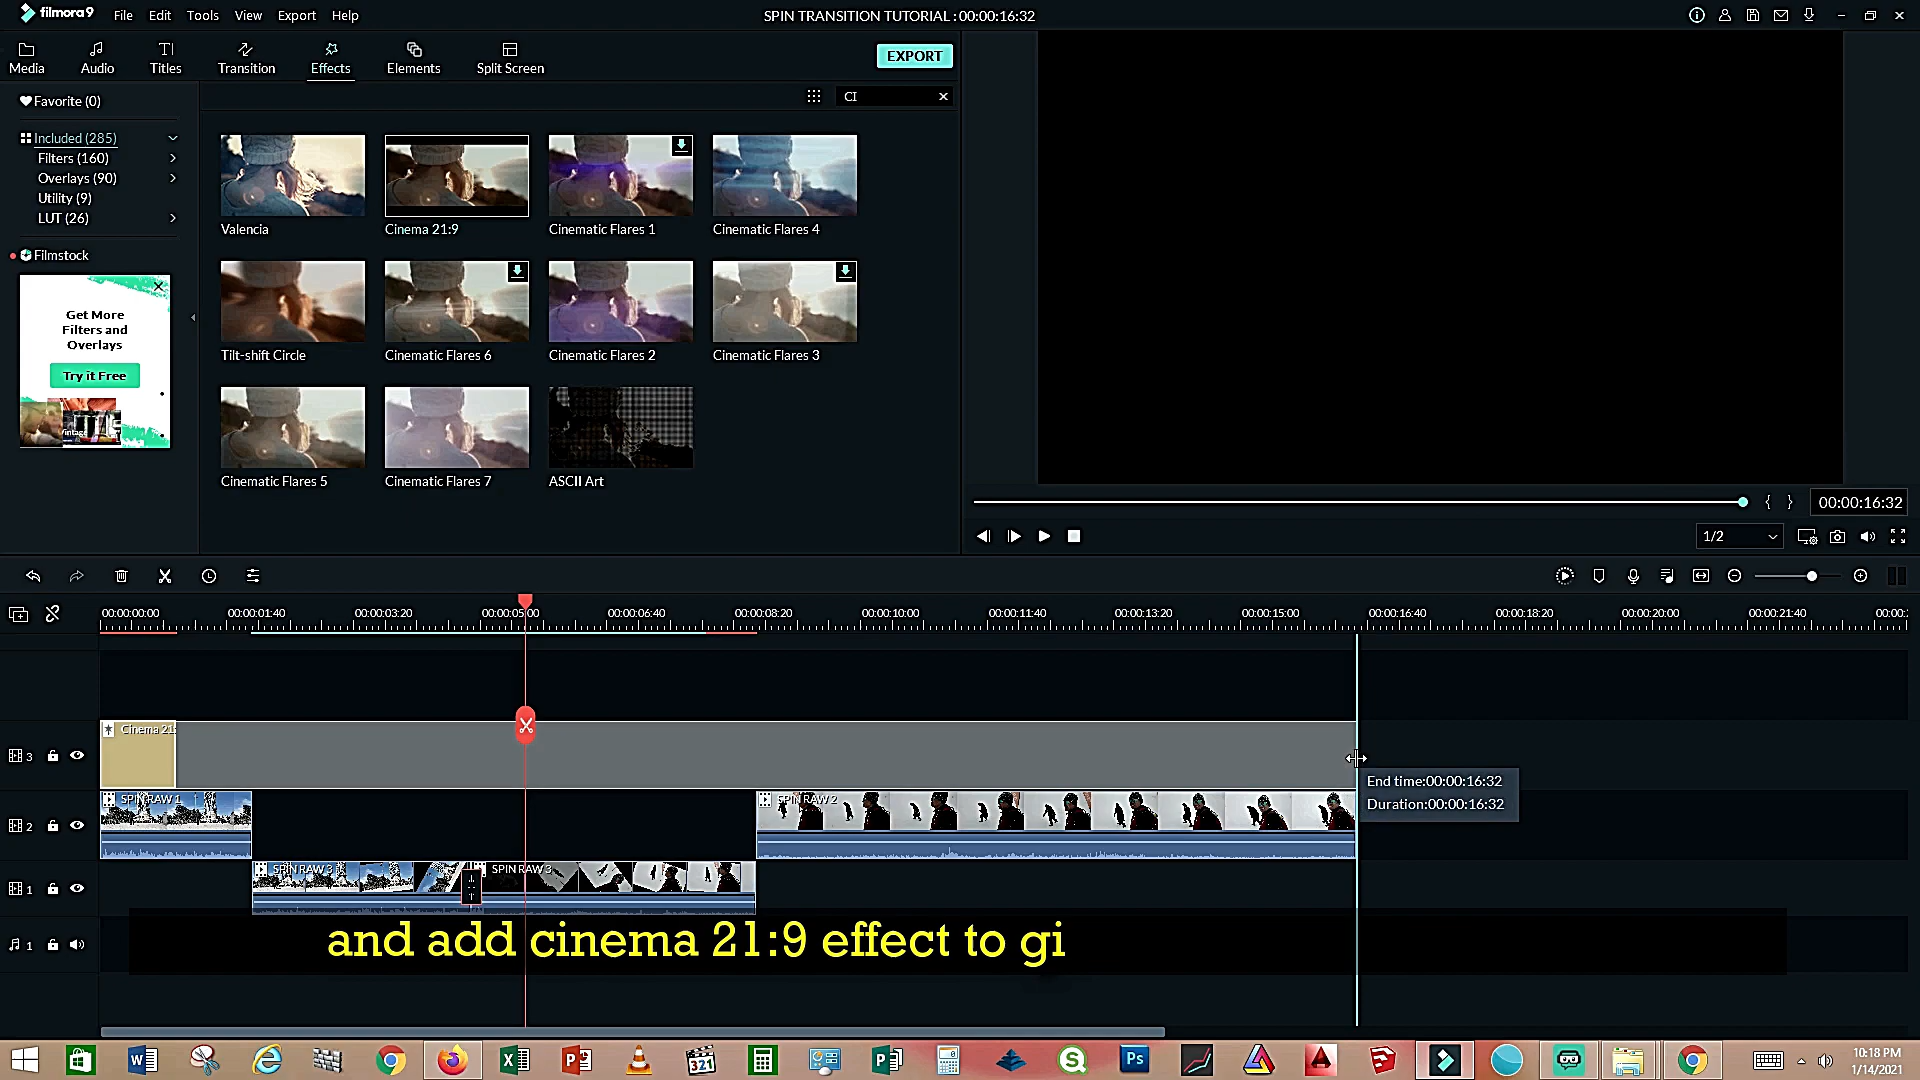 filmora9 File Edit Tools View Export Help SPIN TRANSITION TUTORIAL : 00:00:16:32
Media Audio Titles Transition Effects Elements Split Screen EXPORT
Favorite (0)
CI
Included (285)
Filters (160)
Overlays (90)
Utility (9)
LUT (26)
Filmstock
Get More
Filters and
Overlays
Try it Free
Valencia Cinema 21:9 Cinematic Flares 1 Cinematic Flares 4
Tilt-shift Circle Cinematic Flares 6 Cinematic Flares 2 Cinematic Flares 3
Cinematic Flares 5 Cinematic Flares 7 ASCII Art
{ } 00:00:16:32
1/2
00:00:00:00 00:00:01:40 00:00:03:20 00:00:05:00 00:00:06:40 00:00:08:20 00:00:10:00 00:00:11:40 00:00:13:20 00:00:15:00 00:00:16:40 00:00:18:20 00:00:20:00 00:00:21:40 00:00:
Cinema 21:
3
End time:00:00:16:32
Duration:00:00:16:32
SPIN RAW 1 SPIN RAW 2
2
SPIN RAW 3 SPIN RAW 3
1
1
and add cinema 21:9 effect to gi
321
Ps
10:18 PM
1/14/2021